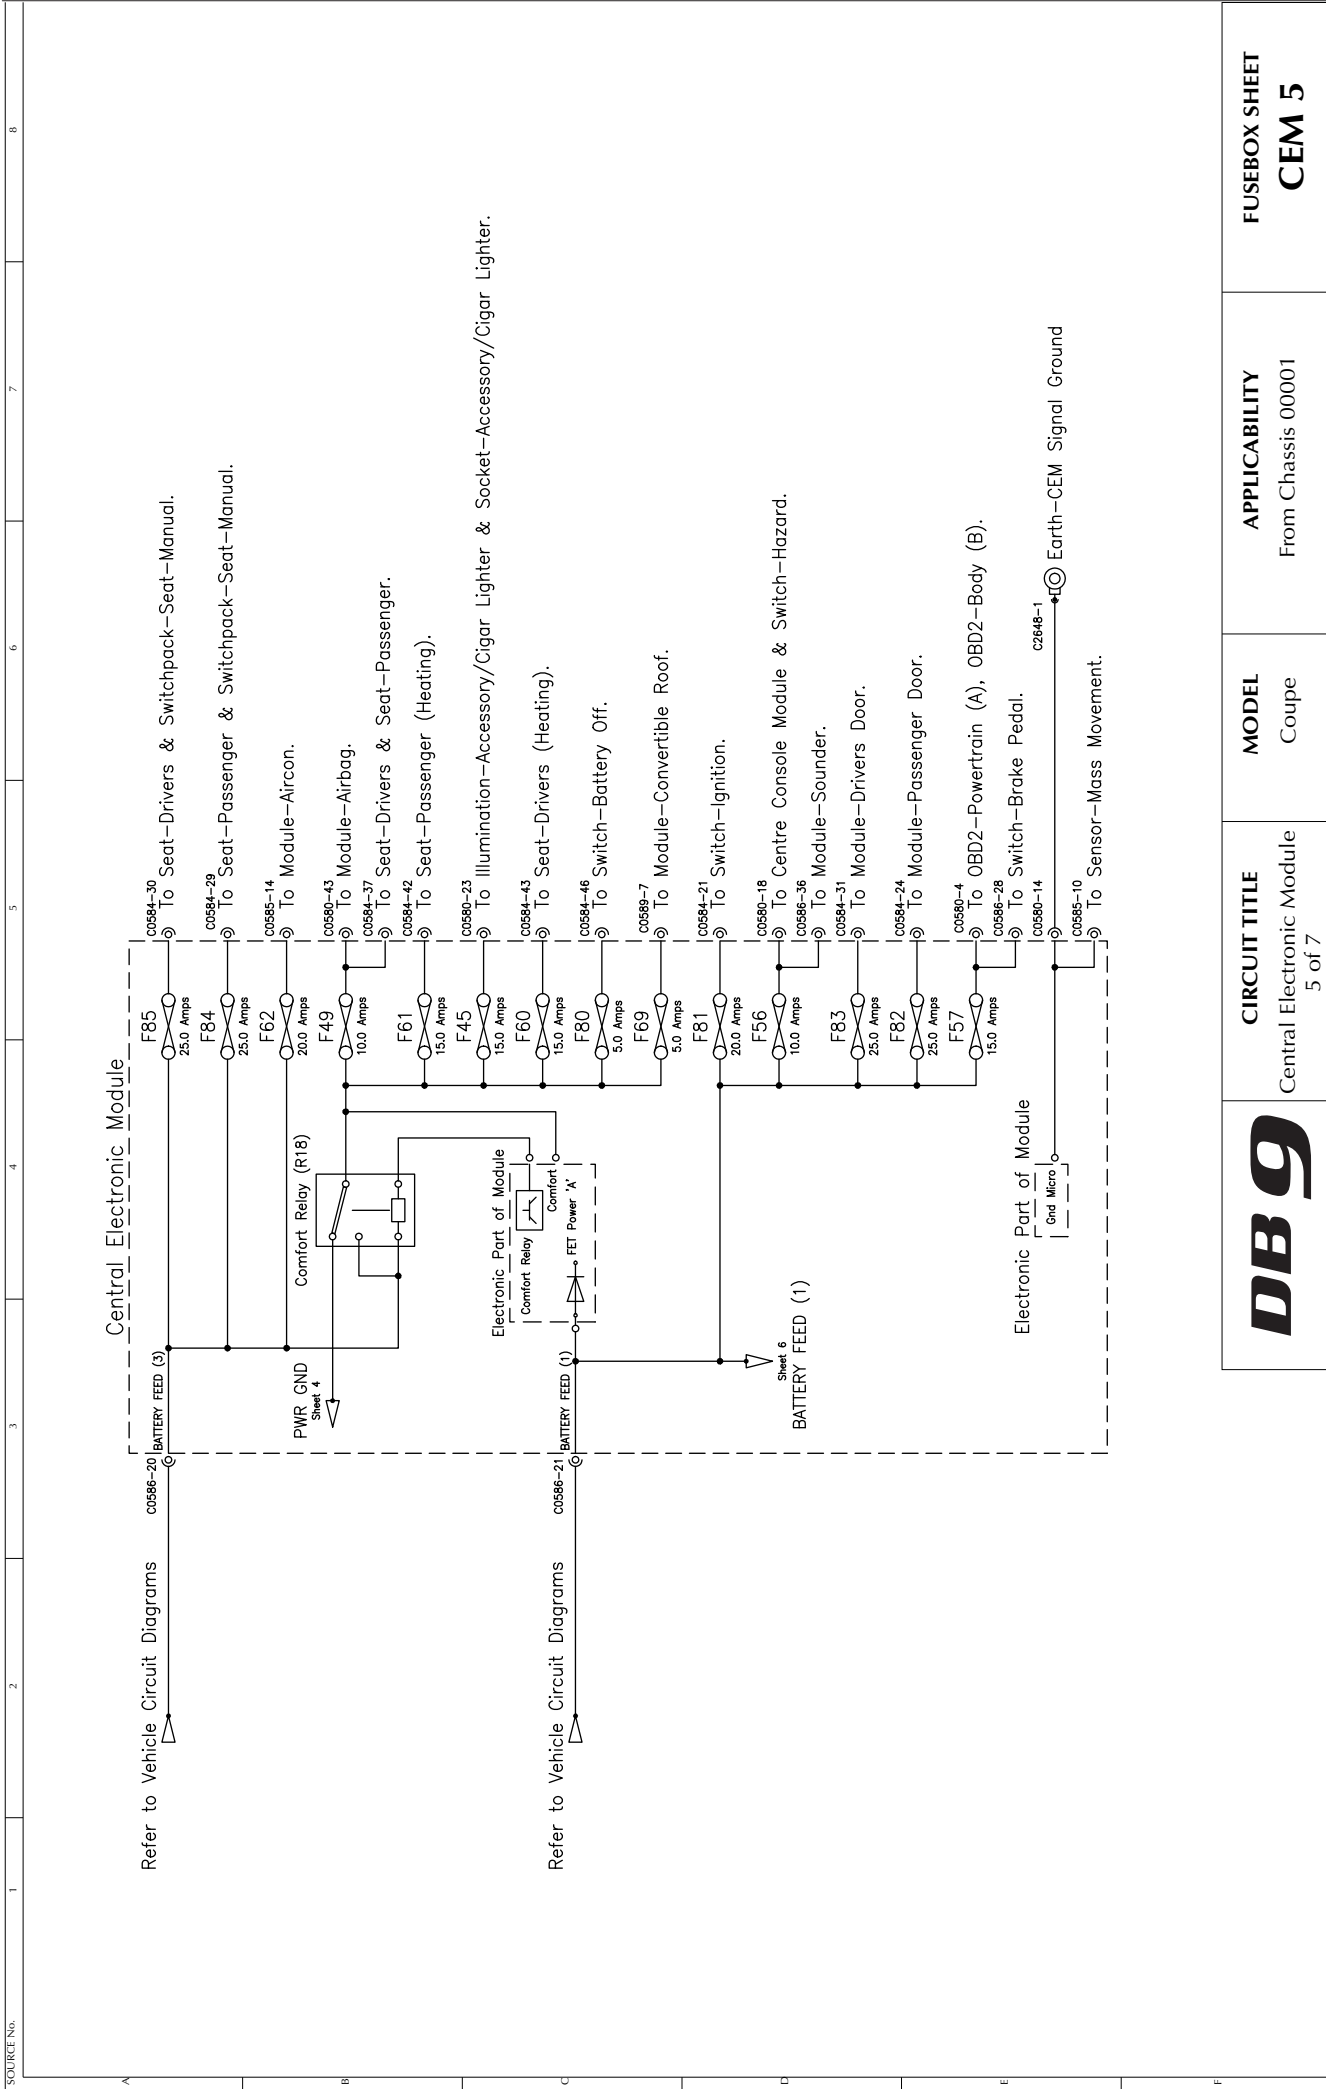 SOURCE No.
1
2
3
4
5
6
7
8
A
B
C
D
E
F
Central Electronic Module
Refer to Vehicle Circuit Diagrams
C0586-20
BATTERY FEED (3)
F85
25.0 Amps
C0584-30
To Seat-Drivers & Switchpack-Seat-Manual.
F84
25.0 Amps
C0584-29
To Seat-Passenger & Switchpack-Seat-Manual.
F62
20.0 Amps
C0585-14
To Module-Aircon.
PWR GND
Sheet 4
Comfort Relay (R18)
F49
10.0 Amps
C0580-43
To Module-Airbag.
C0584-37
To Seat-Drivers & Seat-Passenger.
F61
15.0 Amps
C0584-42
To Seat-Passenger (Heating).
F45
15.0 Amps
C0580-23
To Illumination-Accessory/Cigar Lighter & Socket-Accessory/Cigar Lighter.
Electronic Part of Module
Comfort Relay
Comfort
FET Power 'A'
F60
15.0 Amps
C0584-43
To Seat-Drivers (Heating).
Refer to Vehicle Circuit Diagrams
C0586-21
BATTERY FEED (1)
F80
5.0 Amps
C0584-46
To Switch-Battery Off.
F69
5.0 Amps
C0589-7
To Module-Convertible Roof.
F81
20.0 Amps
C0584-21
To Switch-Ignition.
Sheet 6
BATTERY FEED (1)
F56
10.0 Amps
C0580-18
To Centre Console Module & Switch-Hazard.
C0586-36
To Module-Sounder.
F83
25.0 Amps
C0584-31
To Module-Drivers Door.
F82
25.0 Amps
C0584-24
To Module-Passenger Door.
F57
15.0 Amps
C0580-4
To OBD2-Powertrain (A), OBD2-Body (B).
C0586-28
To Switch-Brake Pedal.
Electronic Part of Module
Gnd Micro
C0580-14
C2648-1
Earth-CEM Signal Ground
C0585-10
To Sensor-Mass Movement.
DB9
CIRCUIT TITLE
Central Electronic Module
5 of 7
MODEL
Coupe
APPLICABILITY
From Chassis 00001
FUSEBOX SHEET
CEM 5